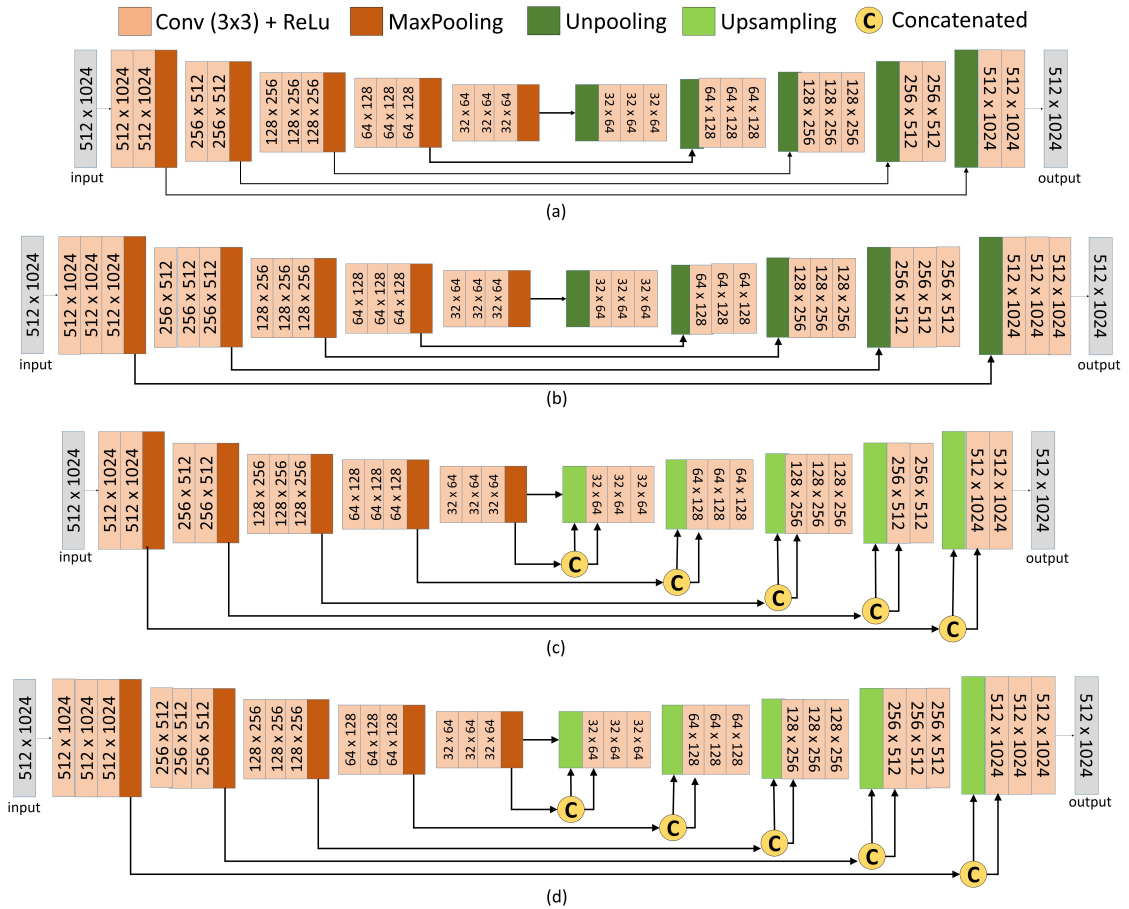 Conv (3x3) + ReLu MaxPooling Unpooling Upsampling C Concatenated
512 x 1024 512 x 1024 512 x 1024 256 x 512 256 x 512 128 x 256 128 x 256 128 x 256 64 x 128 64 x 128 64 x 128 32 x 64 32 x 64 32 x 64 32 x 64 32 x 64 32 x 64 64 x 128 64 x 128 64 x 128 128 x 256 128 x 256 128 x 256 256 x 512 256 x 512 512 x 1024 512 x 1024 512 x 1024
input output
(a)
512 x 1024 512 x 1024 512 x 1024 512 x 1024 256 x 512 256 x 512 256 x 512 128 x 256 128 x 256 128 x 256 64 x 128 64 x 128 64 x 128 32 x 64 32 x 64 32 x 64 32 x 64 32 x 64 32 x 64 64 x 128 64 x 128 64 x 128 128 x 256 128 x 256 128 x 256 256 x 512 256 x 512 256 x 512 512 x 1024 512 x 1024 512 x 1024 512 x 1024
input output
(b)
512 x 1024 512 x 1024 512 x 1024 256 x 512 256 x 512 128 x 256 128 x 256 128 x 256 64 x 128 64 x 128 64 x 128 32 x 64 32 x 64 32 x 64 32 x 64 32 x 64 32 x 64 64 x 128 64 x 128 64 x 128 128 x 256 128 x 256 128 x 256 256 x 512 256 x 512 512 x 1024 512 x 1024 512 x 1024
input output
C C C C C
(c)
512 x 1024 512 x 1024 512 x 1024 512 x 1024 256 x 512 256 x 512 256 x 512 128 x 256 128 x 256 128 x 256 64 x 128 64 x 128 64 x 128 32 x 64 32 x 64 32 x 64 32 x 64 32 x 64 32 x 64 64 x 128 64 x 128 64 x 128 128 x 256 128 x 256 128 x 256 256 x 512 256 x 512 256 x 512 512 x 1024 512 x 1024 512 x 1024 512 x 1024
input output
C C C C C
(d)